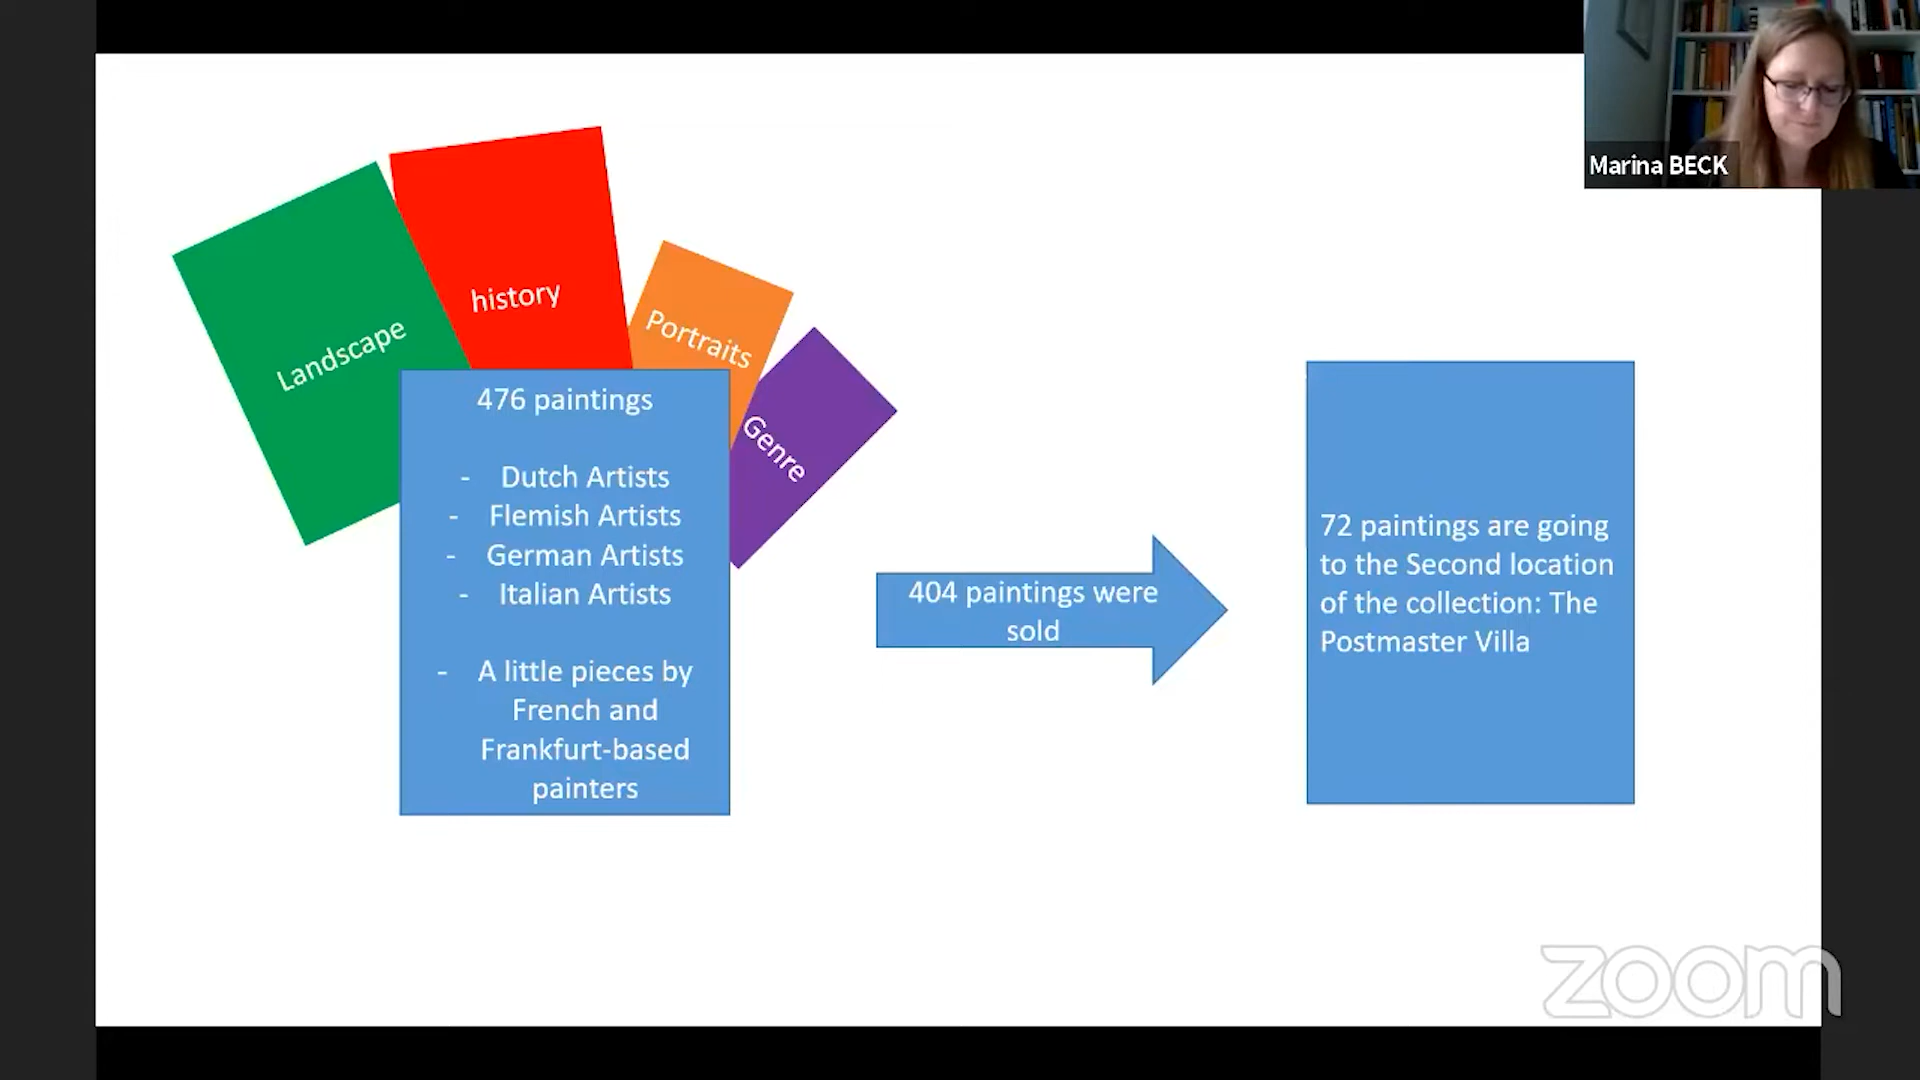 Marina BECK
Landscape
history
Portraits
Genre
476 paintings
- Dutch Artists
- Flemish Artists
- German Artists
- Italian Artists
- A little pieces by
French and
Frankfurt-based
painters
404 paintings were
sold
72 paintings are going
to the Second location
of the collection: The
Postmaster Villa
zoom